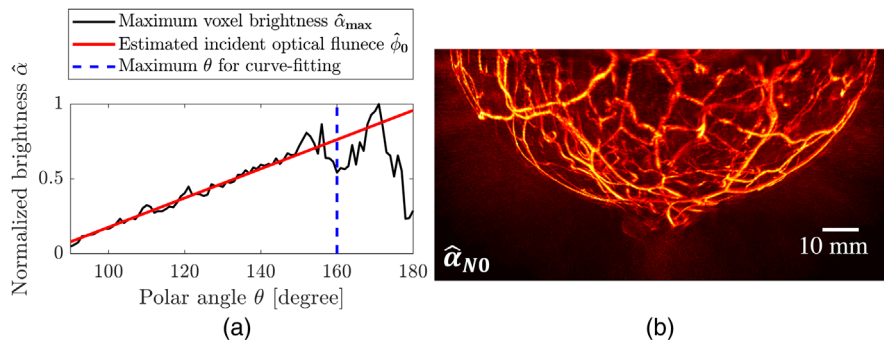 Maximum voxel brightness α̂max
Estimated incident optical flunece ϕ̂0
Maximum θ for curve-fitting
Normalized brightness α̂
1
0.5
0
100 120 140 160 180
Polar angle θ [degree]
(a)
α̂N0
10 mm
(b)